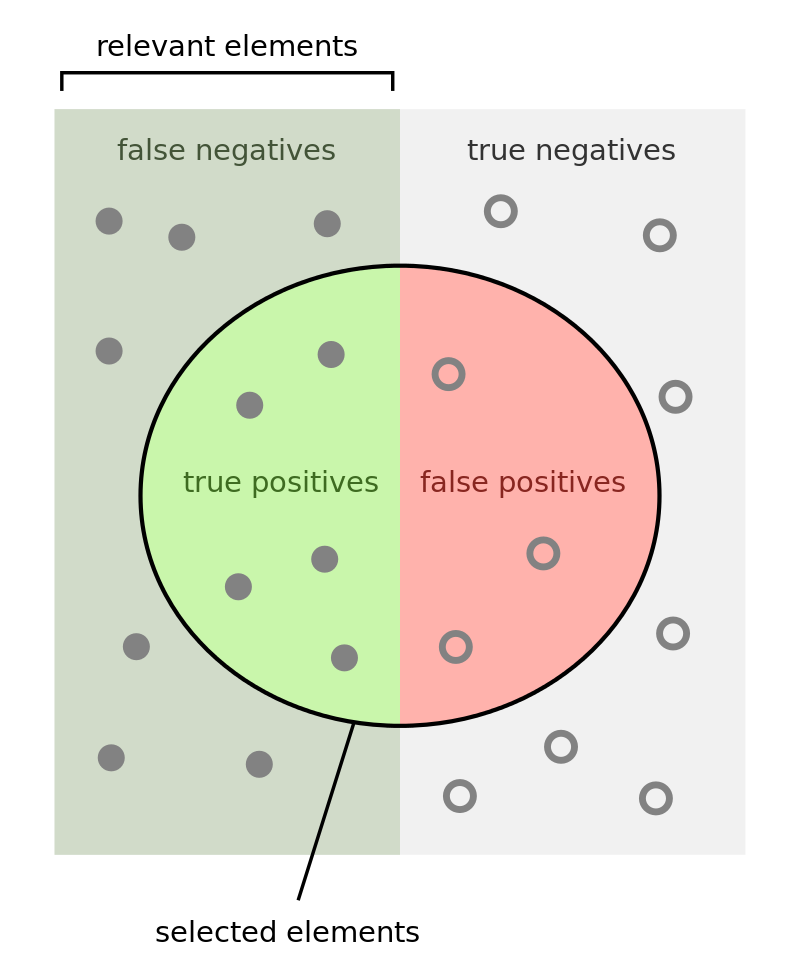 relevant elements
false negatives
true negatives
true positives
false positives
selected elements